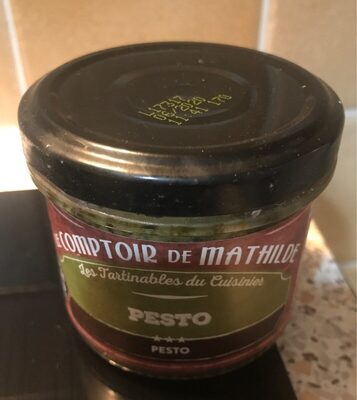 COMPTOIR DE MATHILDE
Les Tartinables du Cuisinier
PESTO
PESTO